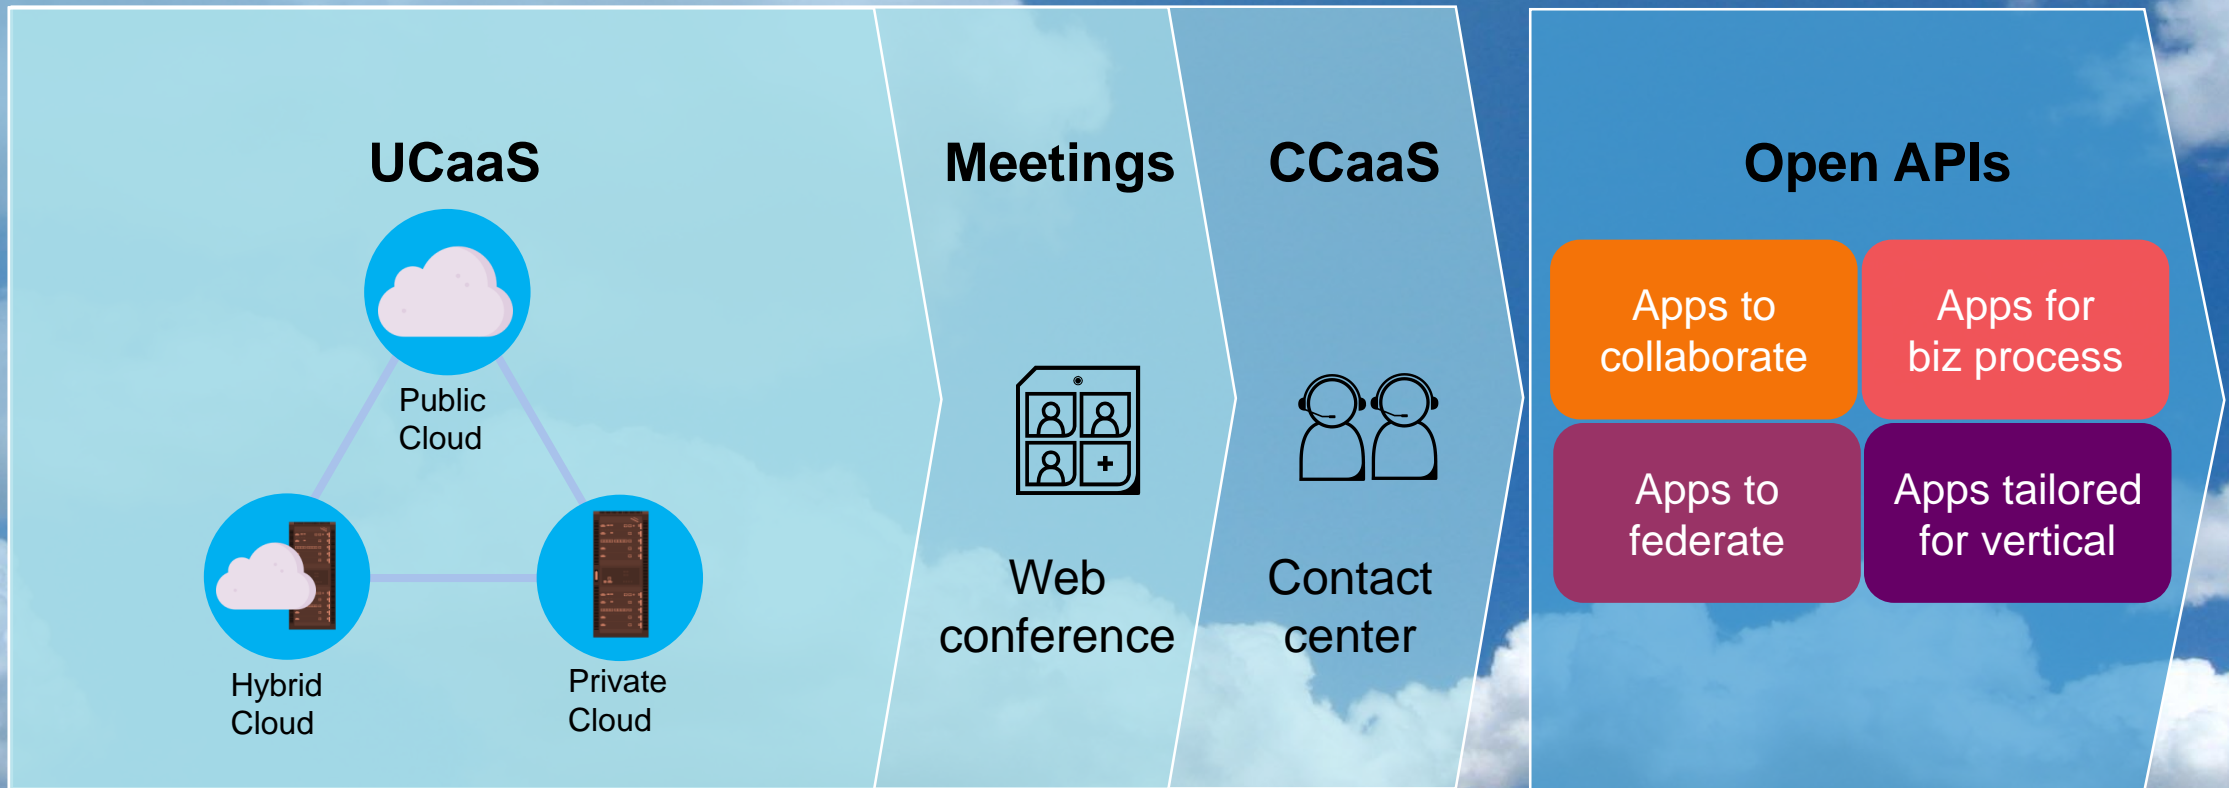 UCaaS
Public
Cloud
Hybrid
Cloud
Private
Cloud
Meetings
Web
conference
CCaaS
Contact
center
Open APIs
Apps to
collaborate
Apps for
biz process
Apps to
federate
Apps tailored
for vertical